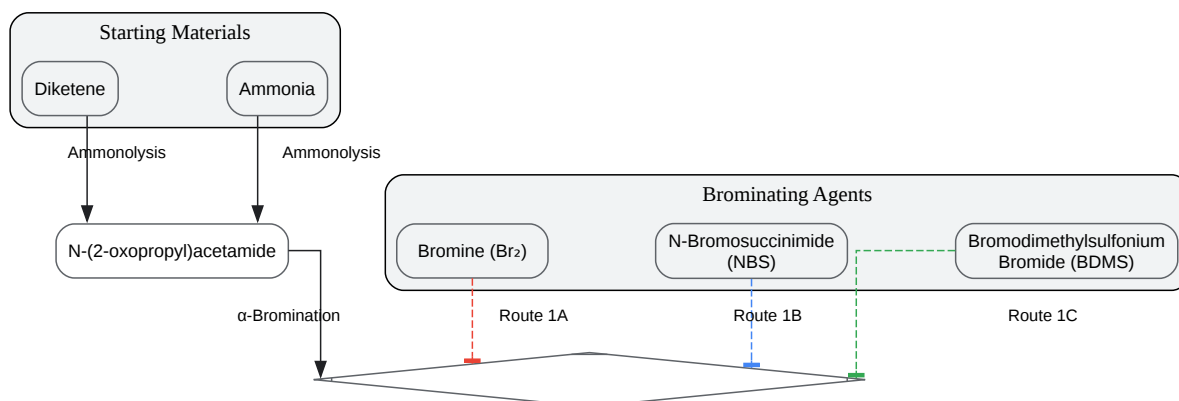 Starting Materials
Diketene
Ammonia
Ammonolysis
Ammonolysis
Brominating Agents
N-(2-oxopropyl)acetamide
Bromine (Br₂)
N-Bromosuccinimide
(NBS)
Bromodimethylsulfonium
Bromide (BDMS)
α-Bromination
Route 1A
Route 1B
Route 1C